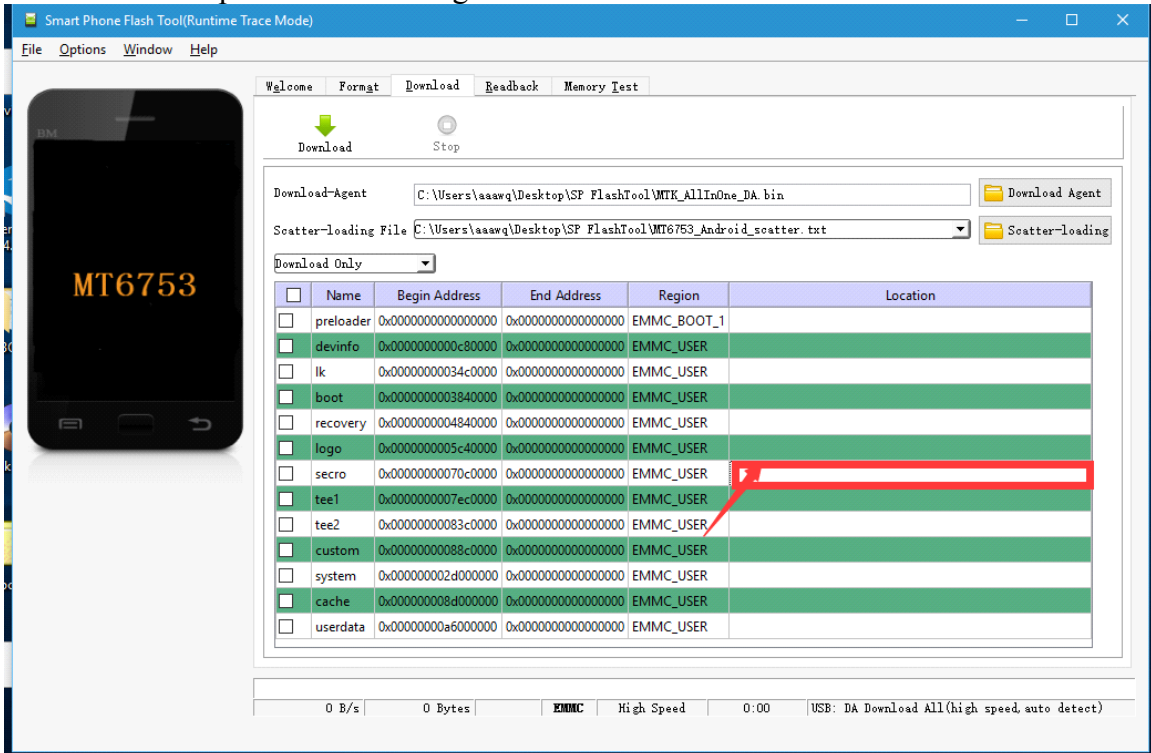 Smart Phone Flash Tool(Runtime Trace Mode)
File Options Window Help
Welcome Format Download Readback Memory Test
BM
Download Stop
Download-Agent C:\Users\aaawq\Desktop\SP FlashTool\MTK_AllInOne_DA.bin Download Agent
Scatter-loading File C:\Users\aaawq\Desktop\SP FlashTool\MT6753_Android_scatter.txt Scatter-loading
Download Only
MT6753
Name Begin Address End Address Region Location
preloader 0x0000000000000000 0x0000000000000000 EMMC_BOOT_1
devinfo 0x0000000000c80000 0x0000000000000000 EMMC_USER
lk 0x00000000034c0000 0x0000000000000000 EMMC_USER
boot 0x0000000003840000 0x0000000000000000 EMMC_USER
recovery 0x0000000004840000 0x0000000000000000 EMMC_USER
logo 0x0000000005c40000 0x0000000000000000 EMMC_USER
secro 0x00000000070c0000 0x0000000000000000 EMMC_USER
tee1 0x0000000007ec0000 0x0000000000000000 EMMC_USER
tee2 0x00000000083c0000 0x0000000000000000 EMMC_USER
custom 0x00000000088c0000 0x0000000000000000 EMMC_USER
system 0x000000002d000000 0x0000000000000000 EMMC_USER
cache 0x000000008d000000 0x0000000000000000 EMMC_USER
userdata 0x00000000a6000000 0x0000000000000000 EMMC_USER
0 B/s 0 Bytes EMMC High Speed 0:00 USB: DA Download All(high speed, auto detect)